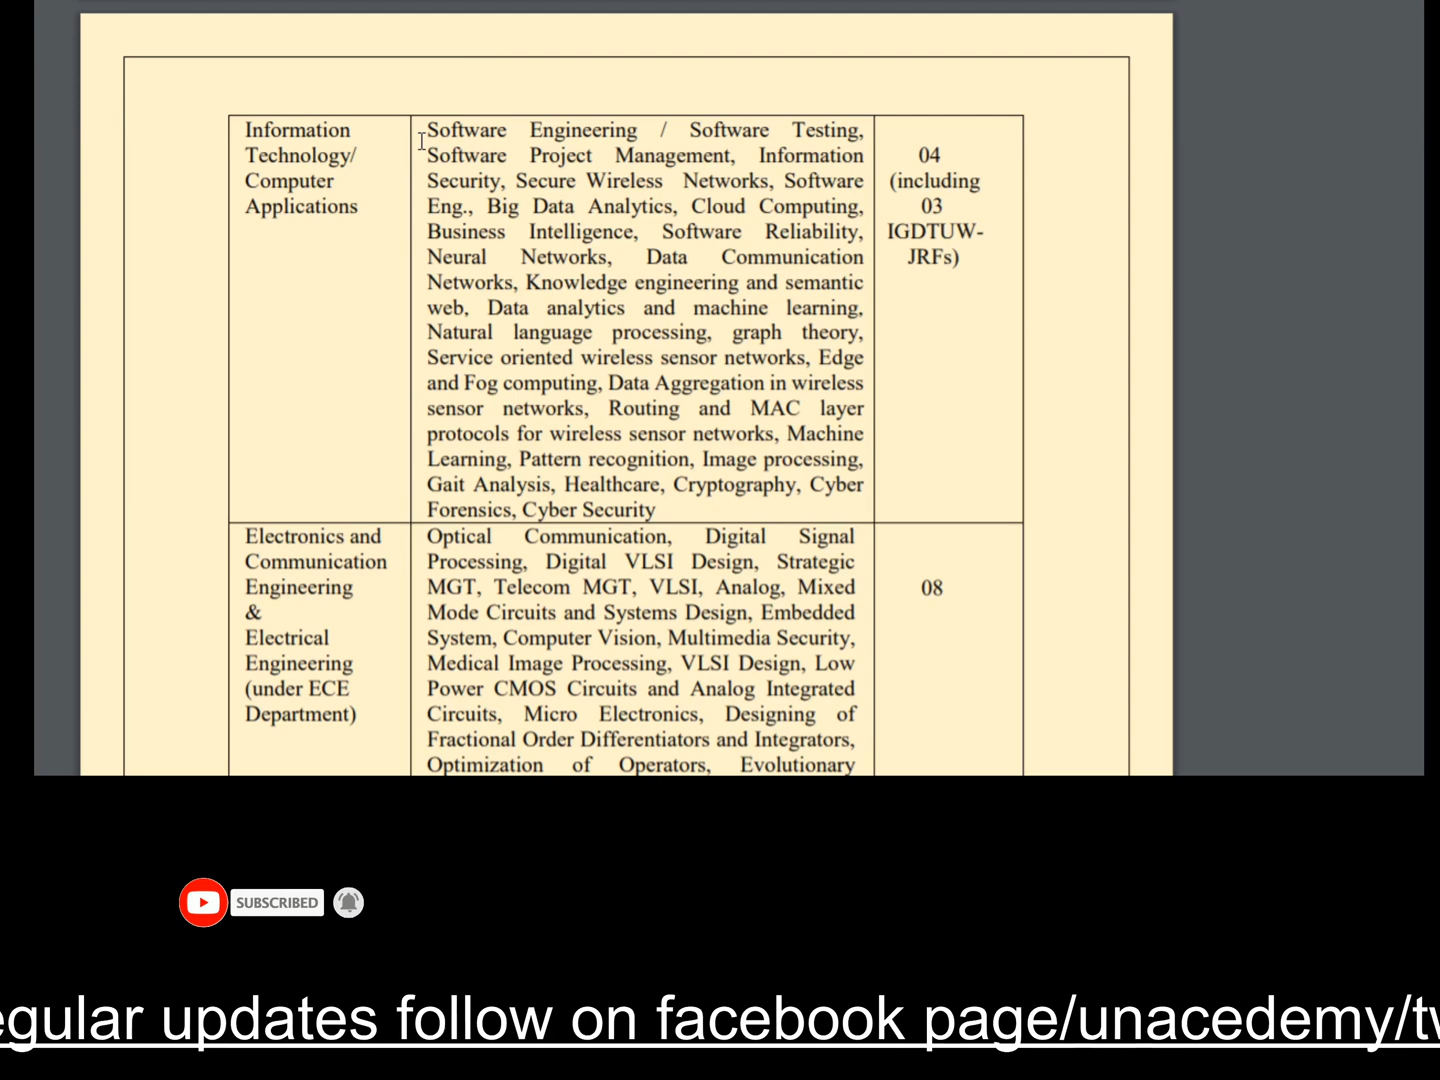 Information
Technology/
Computer
Applications
Software Engineering / Software Testing,
Software Project Management, Information
Security, Secure Wireless Networks, Software
Eng., Big Data Analytics, Cloud Computing,
Business Intelligence, Software Reliability,
Neural Networks, Data Communication
Networks, Knowledge engineering and semantic
web, Data analytics and machine learning,
Natural language processing, graph theory,
Service oriented wireless sensor networks, Edge
and Fog computing, Data Aggregation in wireless
sensor networks, Routing and MAC layer
protocols for wireless sensor networks, Machine
Learning, Pattern recognition, Image processing,
Gait Analysis, Healthcare, Cryptography, Cyber
Forensics, Cyber Security
04
(including
03
IGDTUW-
JRFs)
Electronics and
Communication
Engineering
&
Electrical
Engineering
(under ECE
Department)
Optical Communication, Digital Signal
Processing, Digital VLSI Design, Strategic
MGT, Telecom MGT, VLSI, Analog, Mixed
Mode Circuits and Systems Design, Embedded
System, Computer Vision, Multimedia Security,
Medical Image Processing, VLSI Design, Low
Power CMOS Circuits and Analog Integrated
Circuits, Micro Electronics, Designing of
Fractional Order Differentiators and Integrators,
Optimization of Operators, Evolutionary
08
SUBSCRIBED
egular updates follow on facebook page/unacedemy/tw